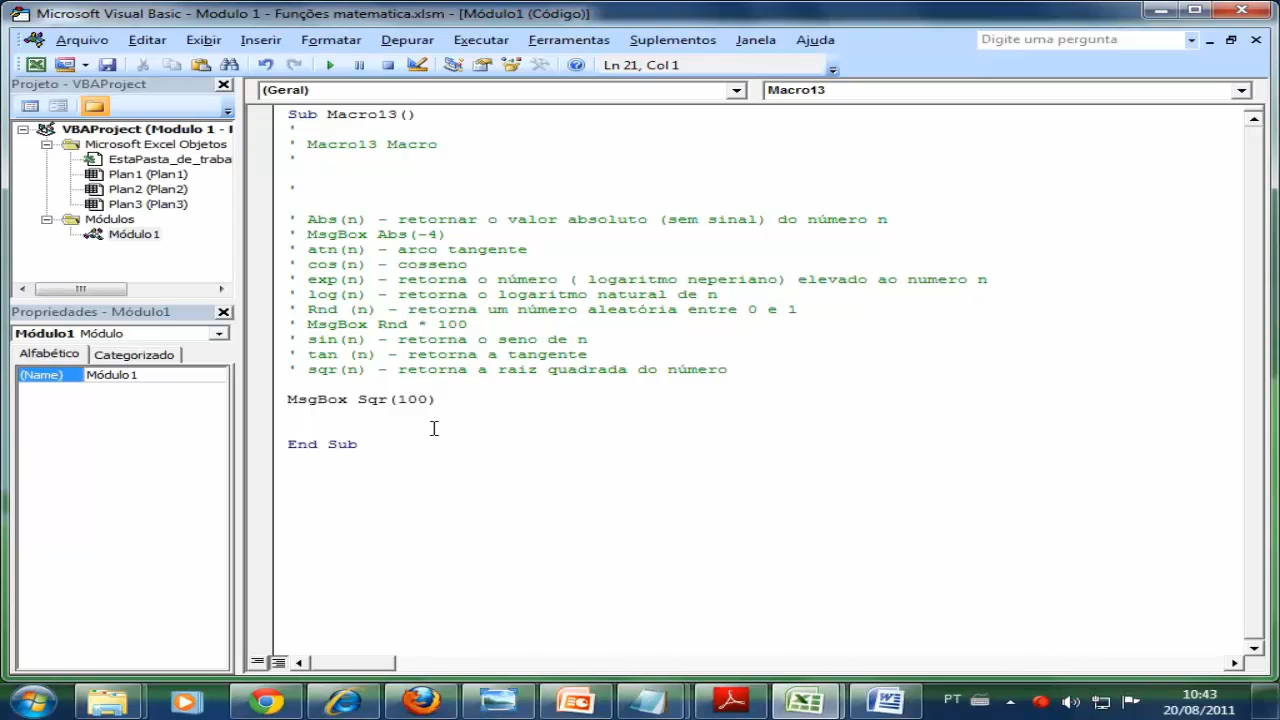 Microsoft Visual Basic - Modulo 1 - Funções matematica.xlsm - [Módulo1 (Código)]
Arquivo Editar Exibir Inserir Formatar Depurar Executar Ferramentas Suplementos Janela Ajuda
Digite uma pergunta
Ln 21, Col 1
Projeto - VBAProject
VBAProject (Modulo 1 - 
Microsoft Excel Objetos
EstaPasta_de_traba
Plan1 (Plan1)
Plan2 (Plan2)
Plan3 (Plan3)
Módulos
Módulo1
Propriedades - Módulo1
Módulo1 Módulo
Alfabético Categorizado
(Name) Módulo1
(Geral) Macro13
Sub Macro13()
'
' Macro13 Macro
'
'
' Abs(n) - retornar o valor absoluto (sem sinal) do número n
' MsgBox Abs(-4)
' atn(n) - arco tangente
' cos(n) - cosseno
' exp(n) - retorna o número ( logaritmo neperiano) elevado ao numero n
' log(n) - retorna o logaritmo natural de n
' Rnd (n) - retorna um número aleatória entre 0 e 1
' MsgBox Rnd * 100
' sin(n) - retorna o seno de n
' tan (n) - retorna a tangente
' sqr(n) - retorna a raiz quadrada do número
MsgBox Sqr(100)
End Sub
PT
10:43
20/08/2011